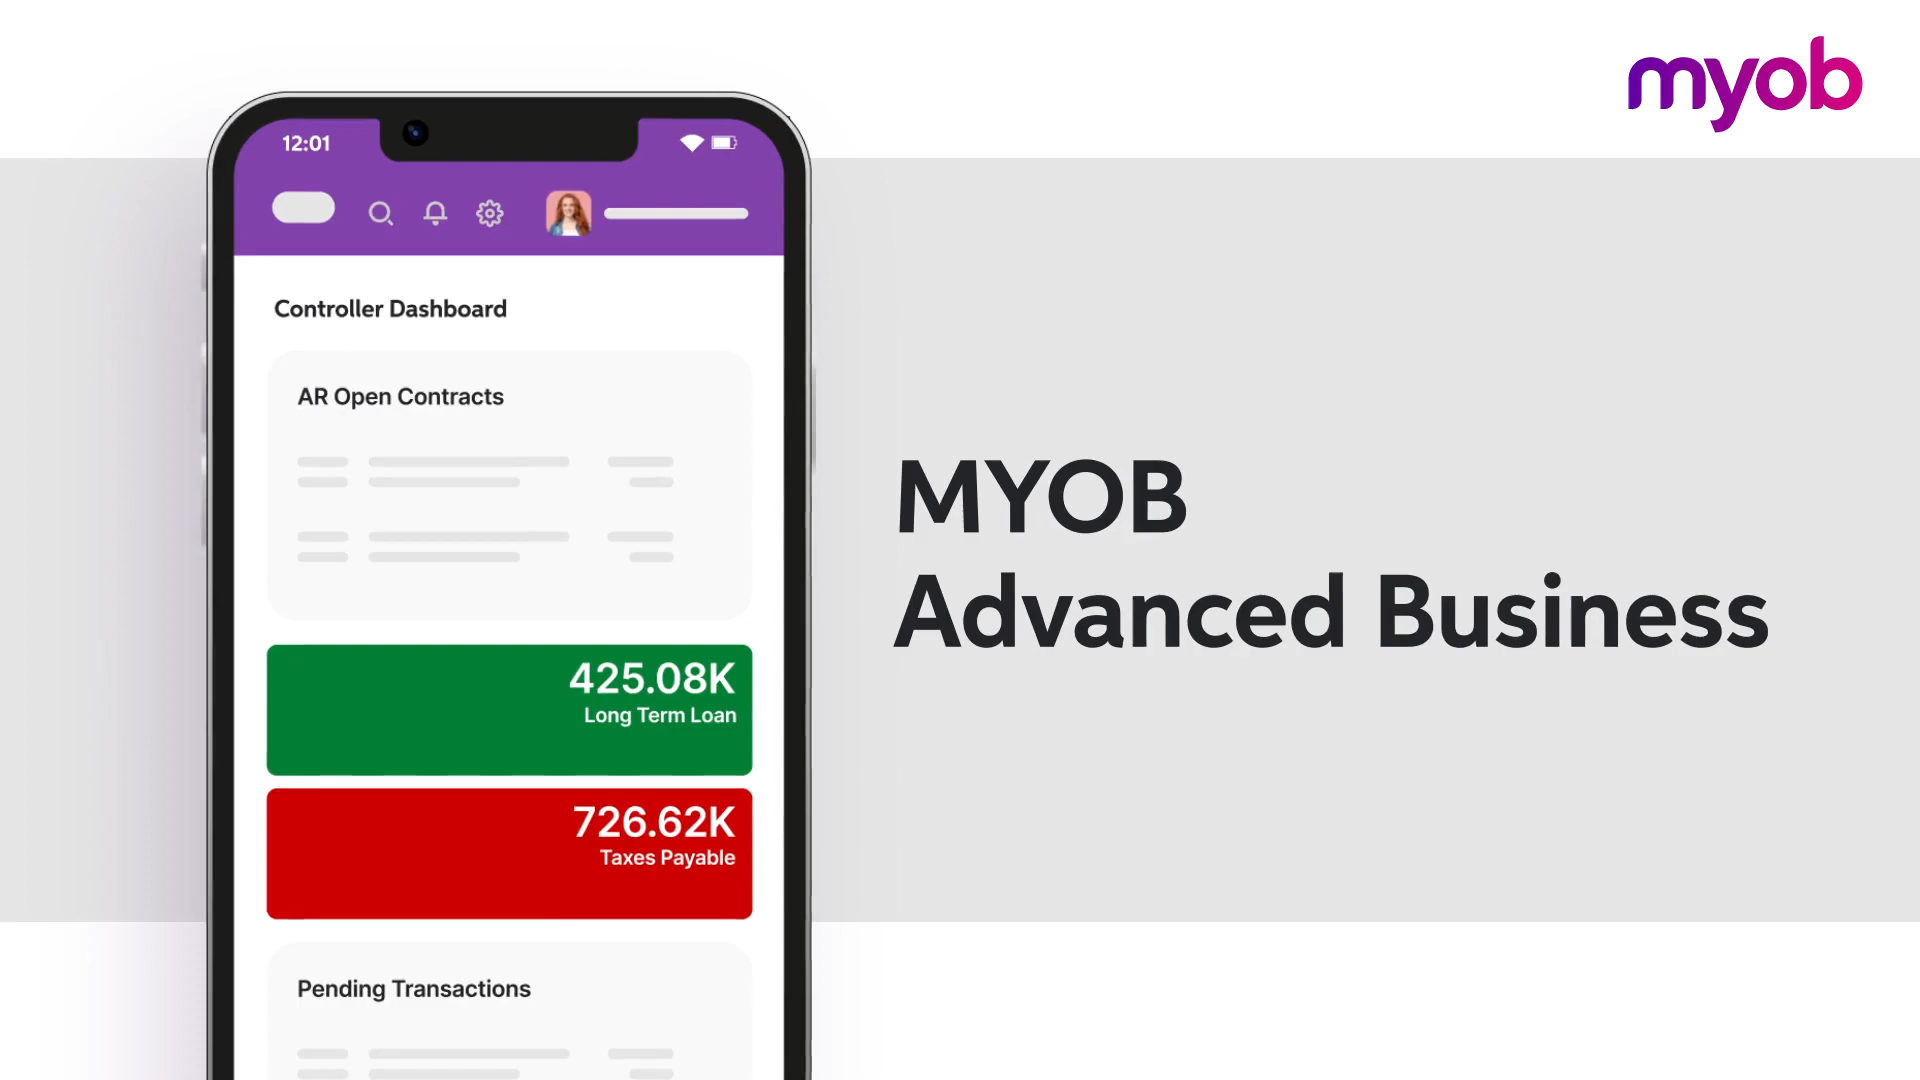 myob
12:01
Controller Dashboard
AR Open Contracts
425.08K
Long Term Loan
726.62K
Taxes Payable
Pending Transactions
MYOB
Advanced Business